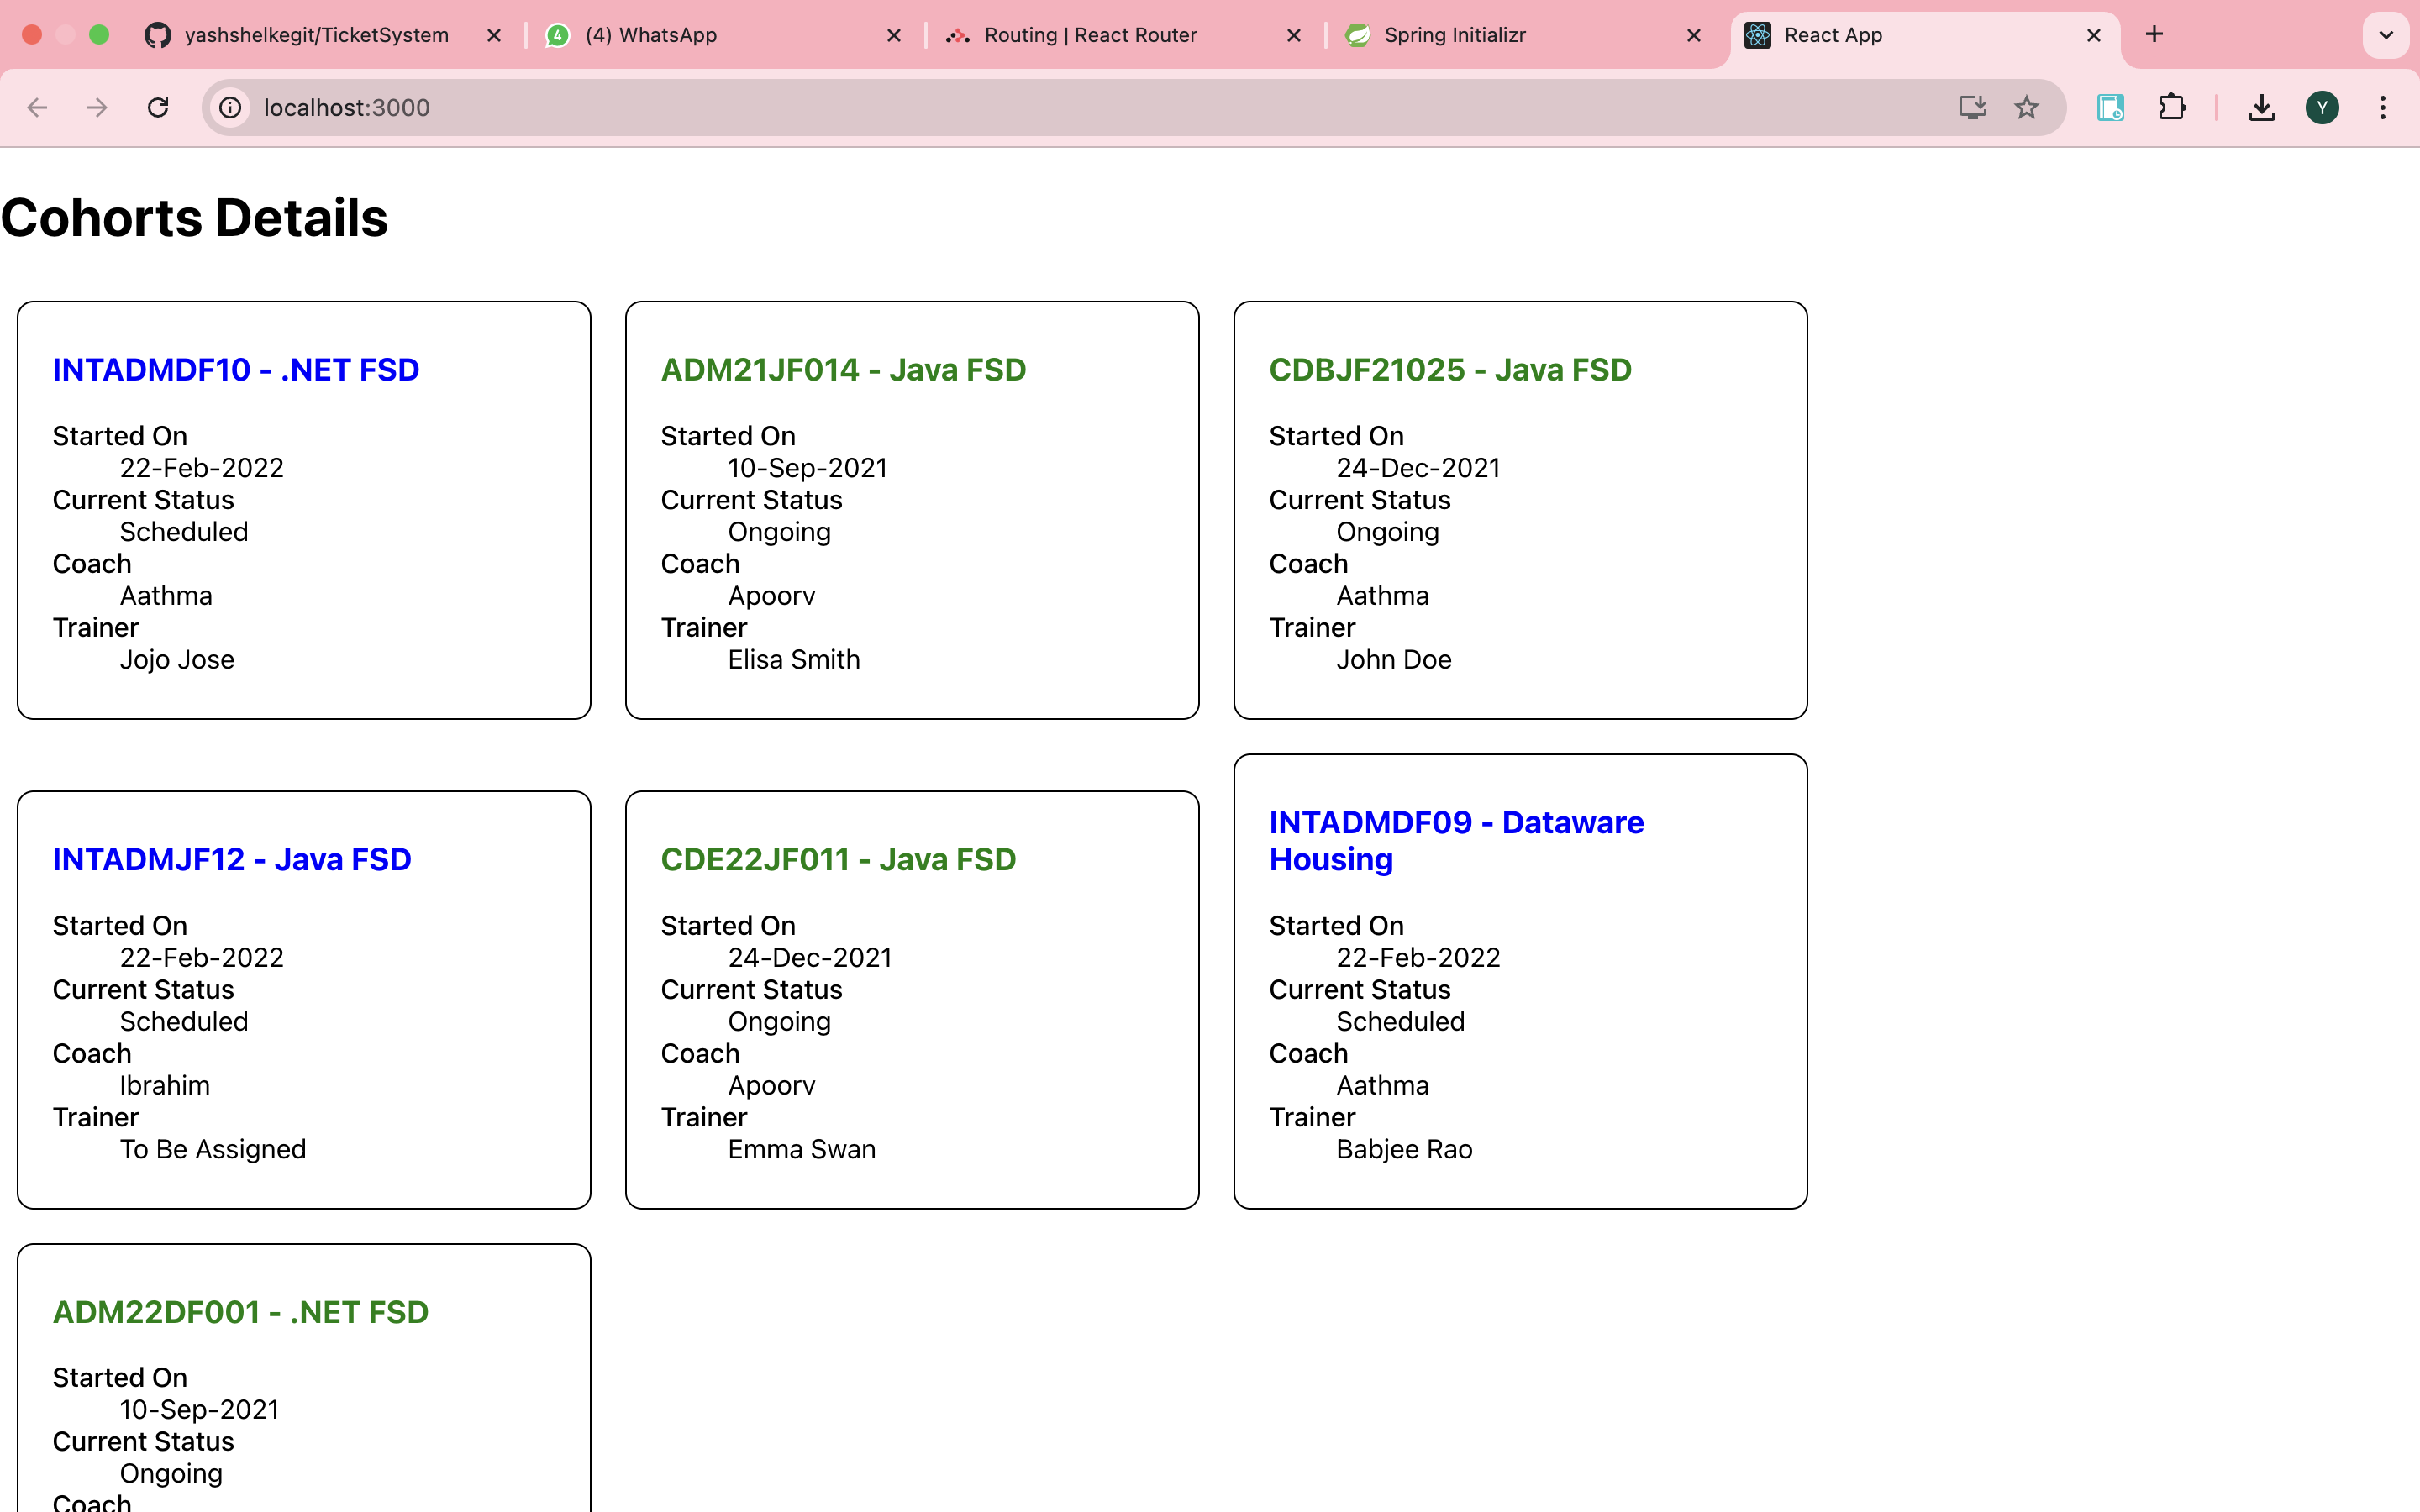 yashshelkegit/TicketSystem
4
(4) WhatsApp
Routing | React Router
Spring Initializr
React App
localhost:3000
Y
Cohorts Details
INTADMDF10 - .NET FSD
Started On
22-Feb-2022
Current Status
Scheduled
Coach
Aathma
Trainer
Jojo Jose
ADM21JF014 - Java FSD
Started On
10-Sep-2021
Current Status
Ongoing
Coach
Apoorv
Trainer
Elisa Smith
CDBJF21025 - Java FSD
Started On
24-Dec-2021
Current Status
Ongoing
Coach
Aathma
Trainer
John Doe
INTADMJF12 - Java FSD
Started On
22-Feb-2022
Current Status
Scheduled
Coach
Ibrahim
Trainer
To Be Assigned
CDE22JF011 - Java FSD
Started On
24-Dec-2021
Current Status
Ongoing
Coach
Apoorv
Trainer
Emma Swan
INTADMDF09 - Dataware
Housing
Started On
22-Feb-2022
Current Status
Scheduled
Coach
Aathma
Trainer
Babjee Rao
ADM22DF001 - .NET FSD
Started On
10-Sep-2021
Current Status
Ongoing
Coach